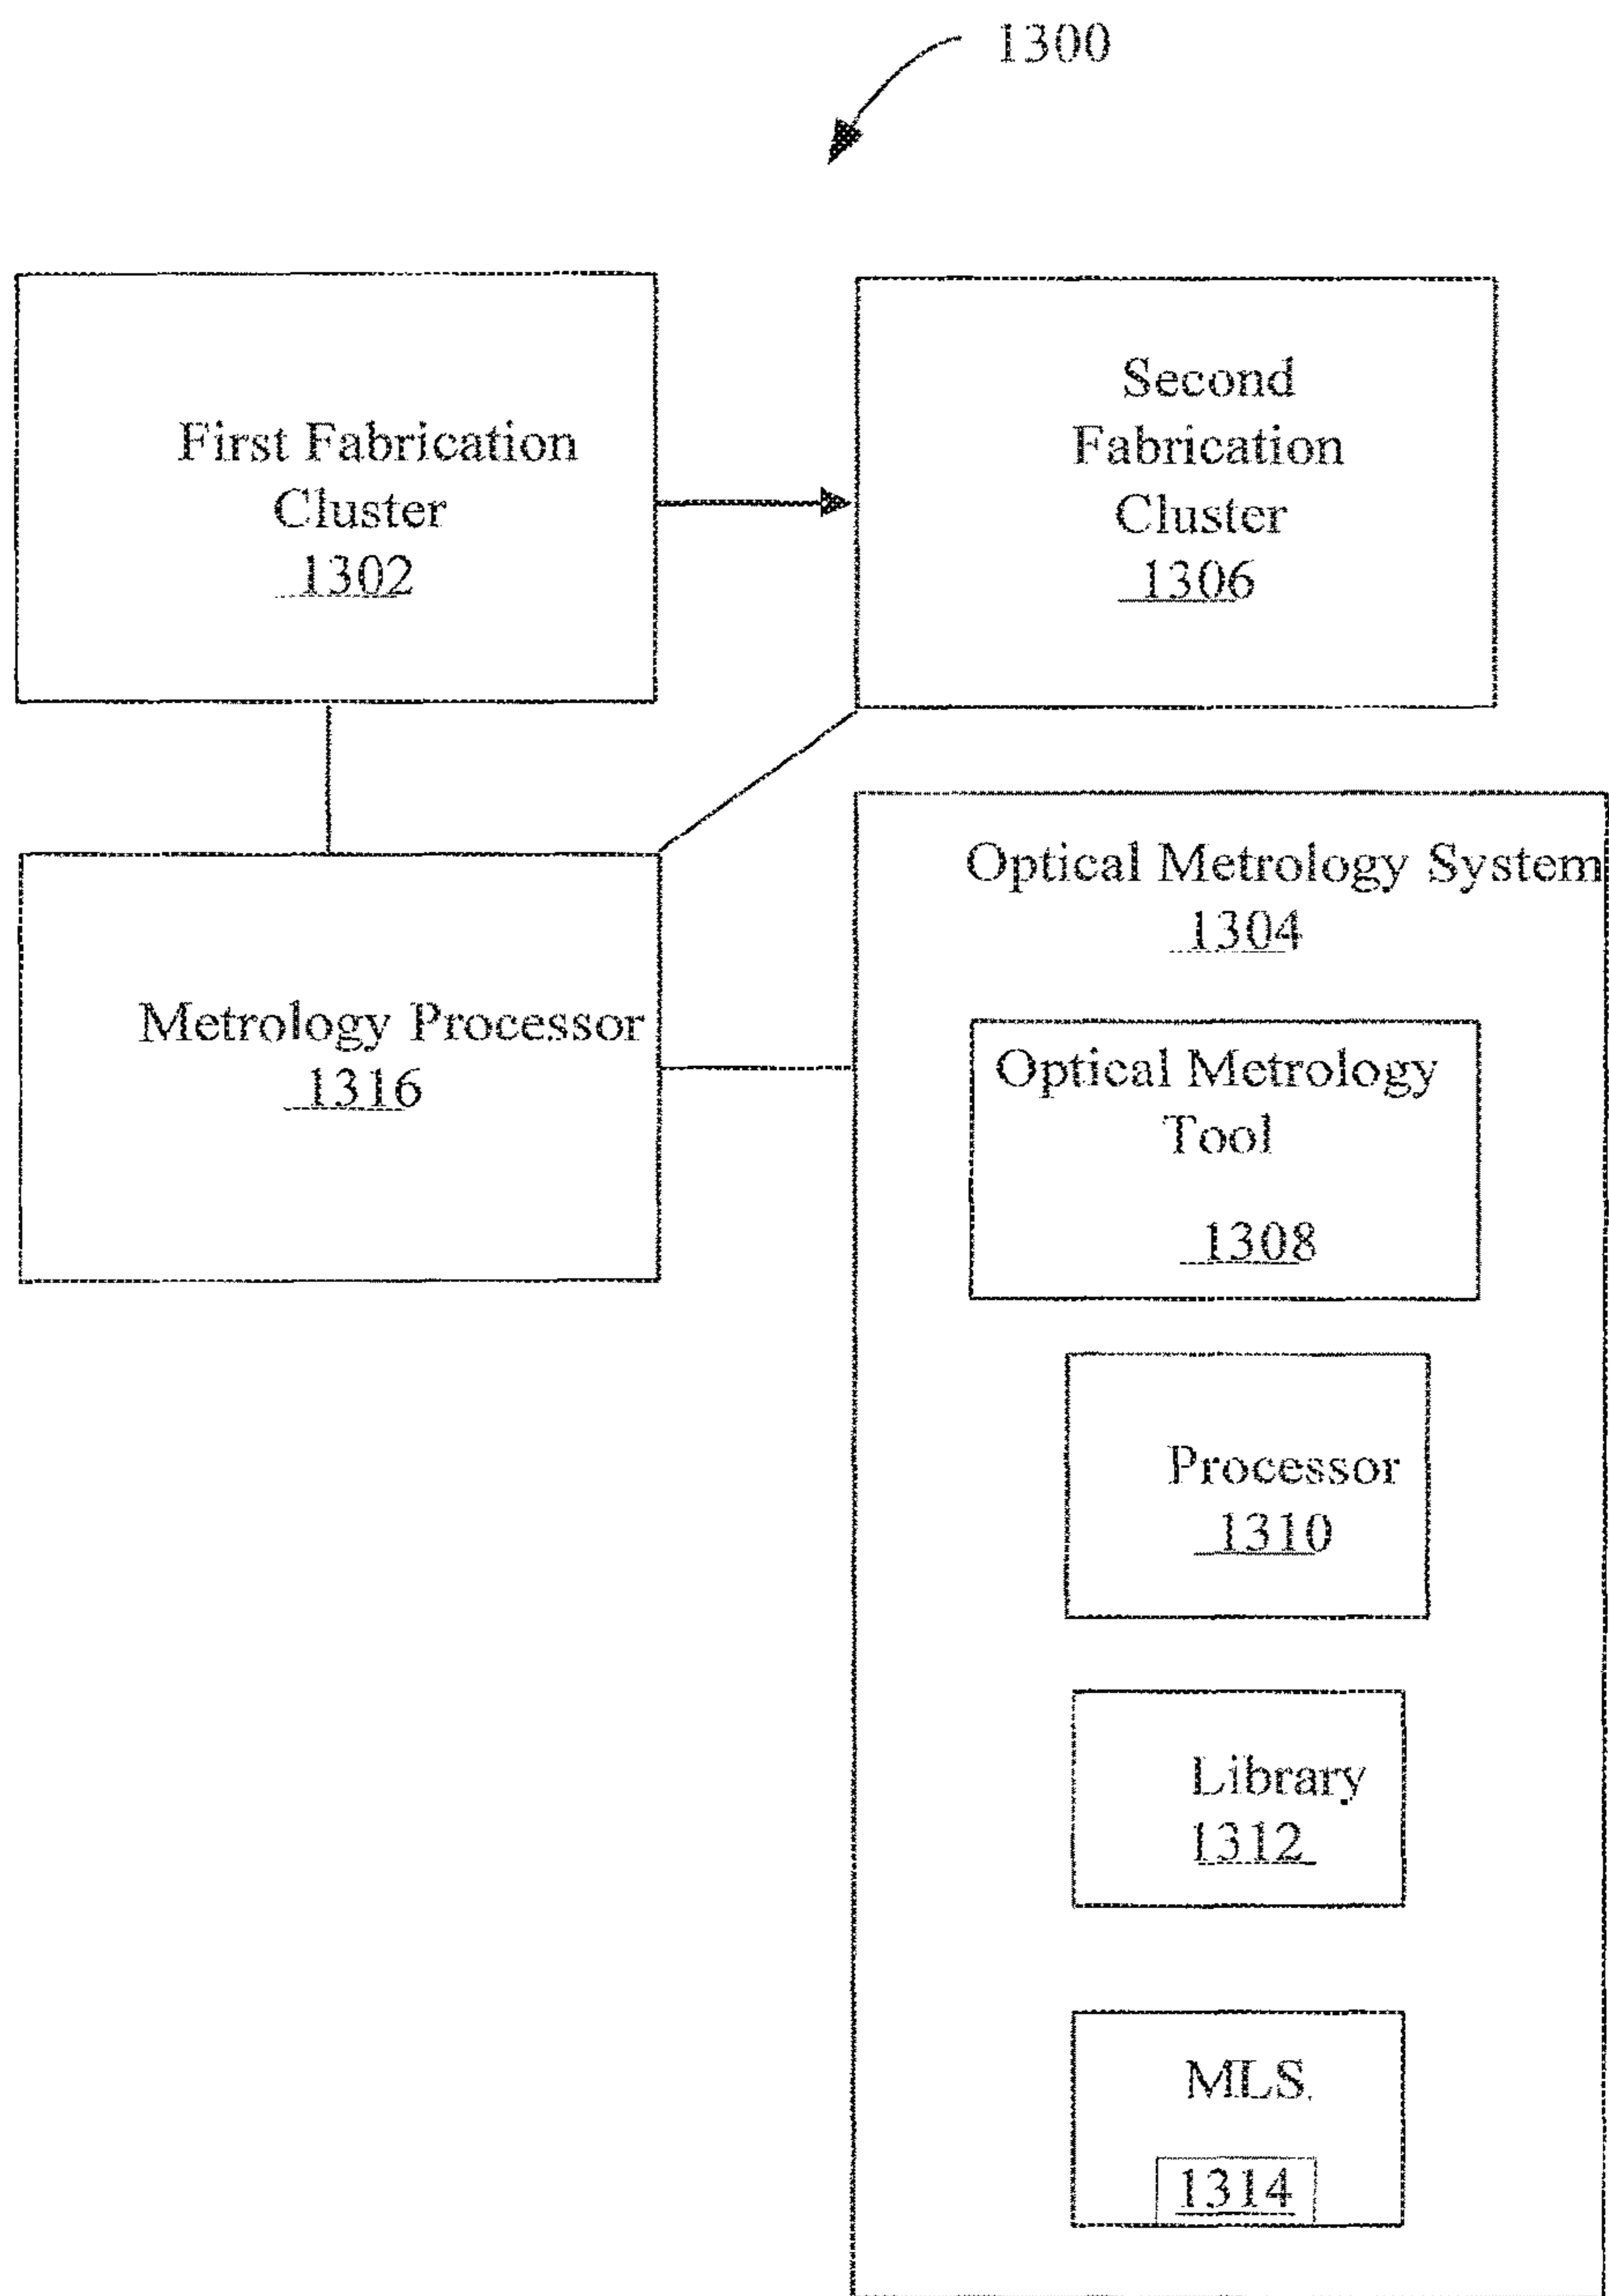 1300
First Fabrication
Cluster
1302
Second
Fabrication
Cluster
1306
Metrology Processor
1316
Optical Metrology System
1304
Optical Metrology
Tool
1308
Processor
1310
Library
1312
MLS
1314